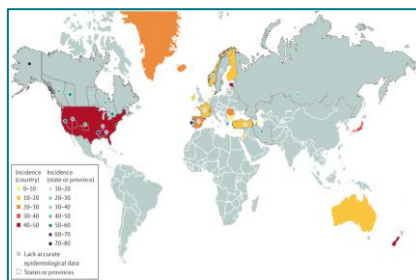 Incidence
(country)
0–10
10–20
20–30
30–40
40–50
Incidence
(state or province)
10–20
20–30
30–40
40–50
50–60
60–70
70–80
Lack accurate
epidemiological data
States or provinces